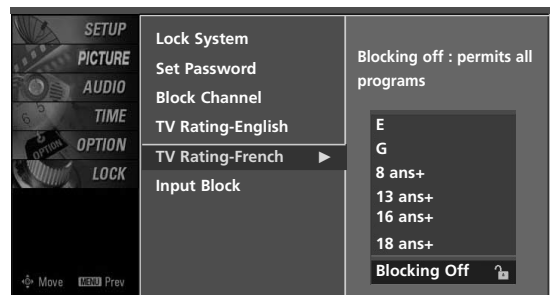 SETUP
PICTURE
AUDIO
TIME
OPTION
LOCK
Move MENU Prev
Lock System
Set Password
Block Channel
TV Rating-English
TV Rating-French
Input Block
Blocking off : permits all
programs
E
G
8 ans+
13 ans+
16 ans+
18 ans+
Blocking Off